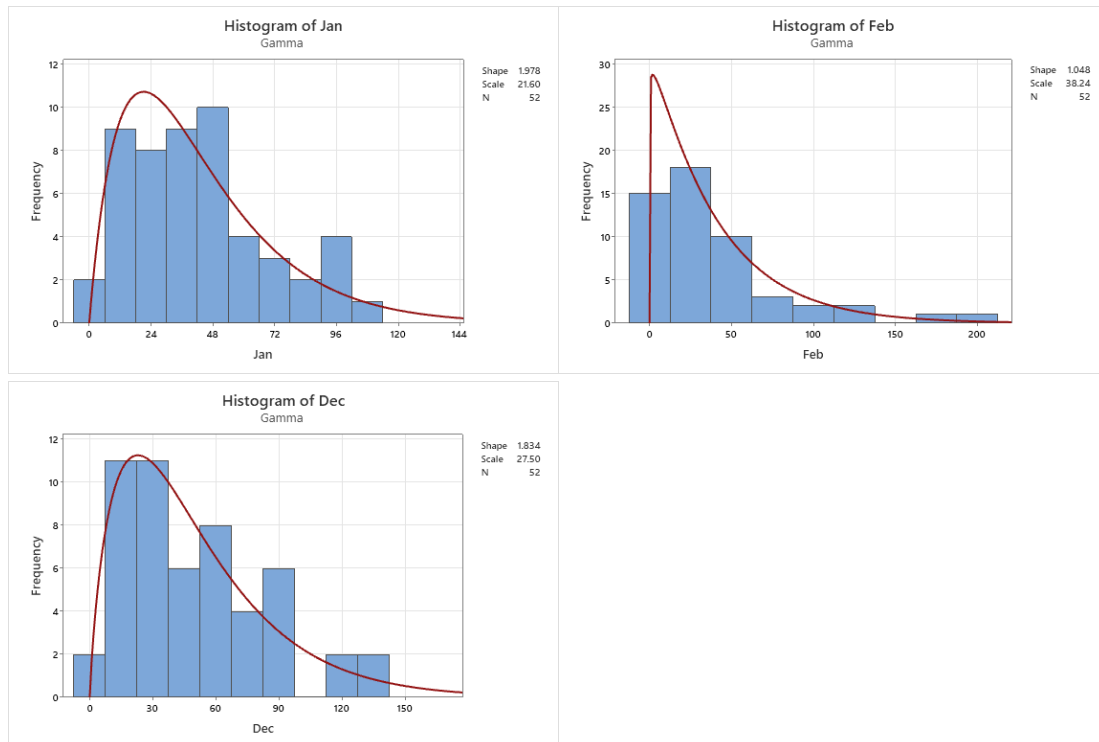 Histogram of Jan
Gamma
Shape 1.978
Scale 21.60
N 52
12
10
8
6
4
2
0
Frequency
0 24 48 72 96 120 144
Jan
Histogram of Feb
Gamma
Shape 1.048
Scale 38.24
N 52
30
25
20
15
10
5
0
Frequency
0 50 100 150 200
Feb
Histogram of Dec
Gamma
Shape 1.834
Scale 27.50
N 52
12
10
8
6
4
2
0
Frequency
0 30 60 90 120 150
Dec